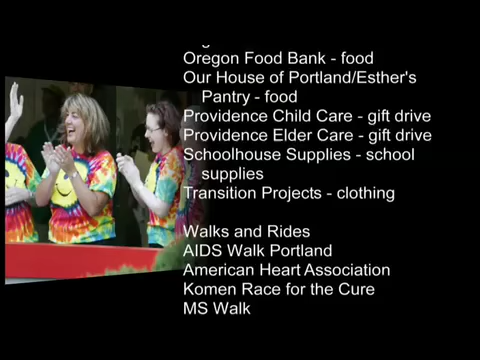 Oregon Food Bank - food
Our House of Portland/Esther's
Pantry - food
Providence Child Care - gift drive
Providence Elder Care - gift drive
Schoolhouse Supplies - school
supplies
Transition Projects - clothing
Walks and Rides
AIDS Walk Portland
American Heart Association
Komen Race for the Cure
MS Walk